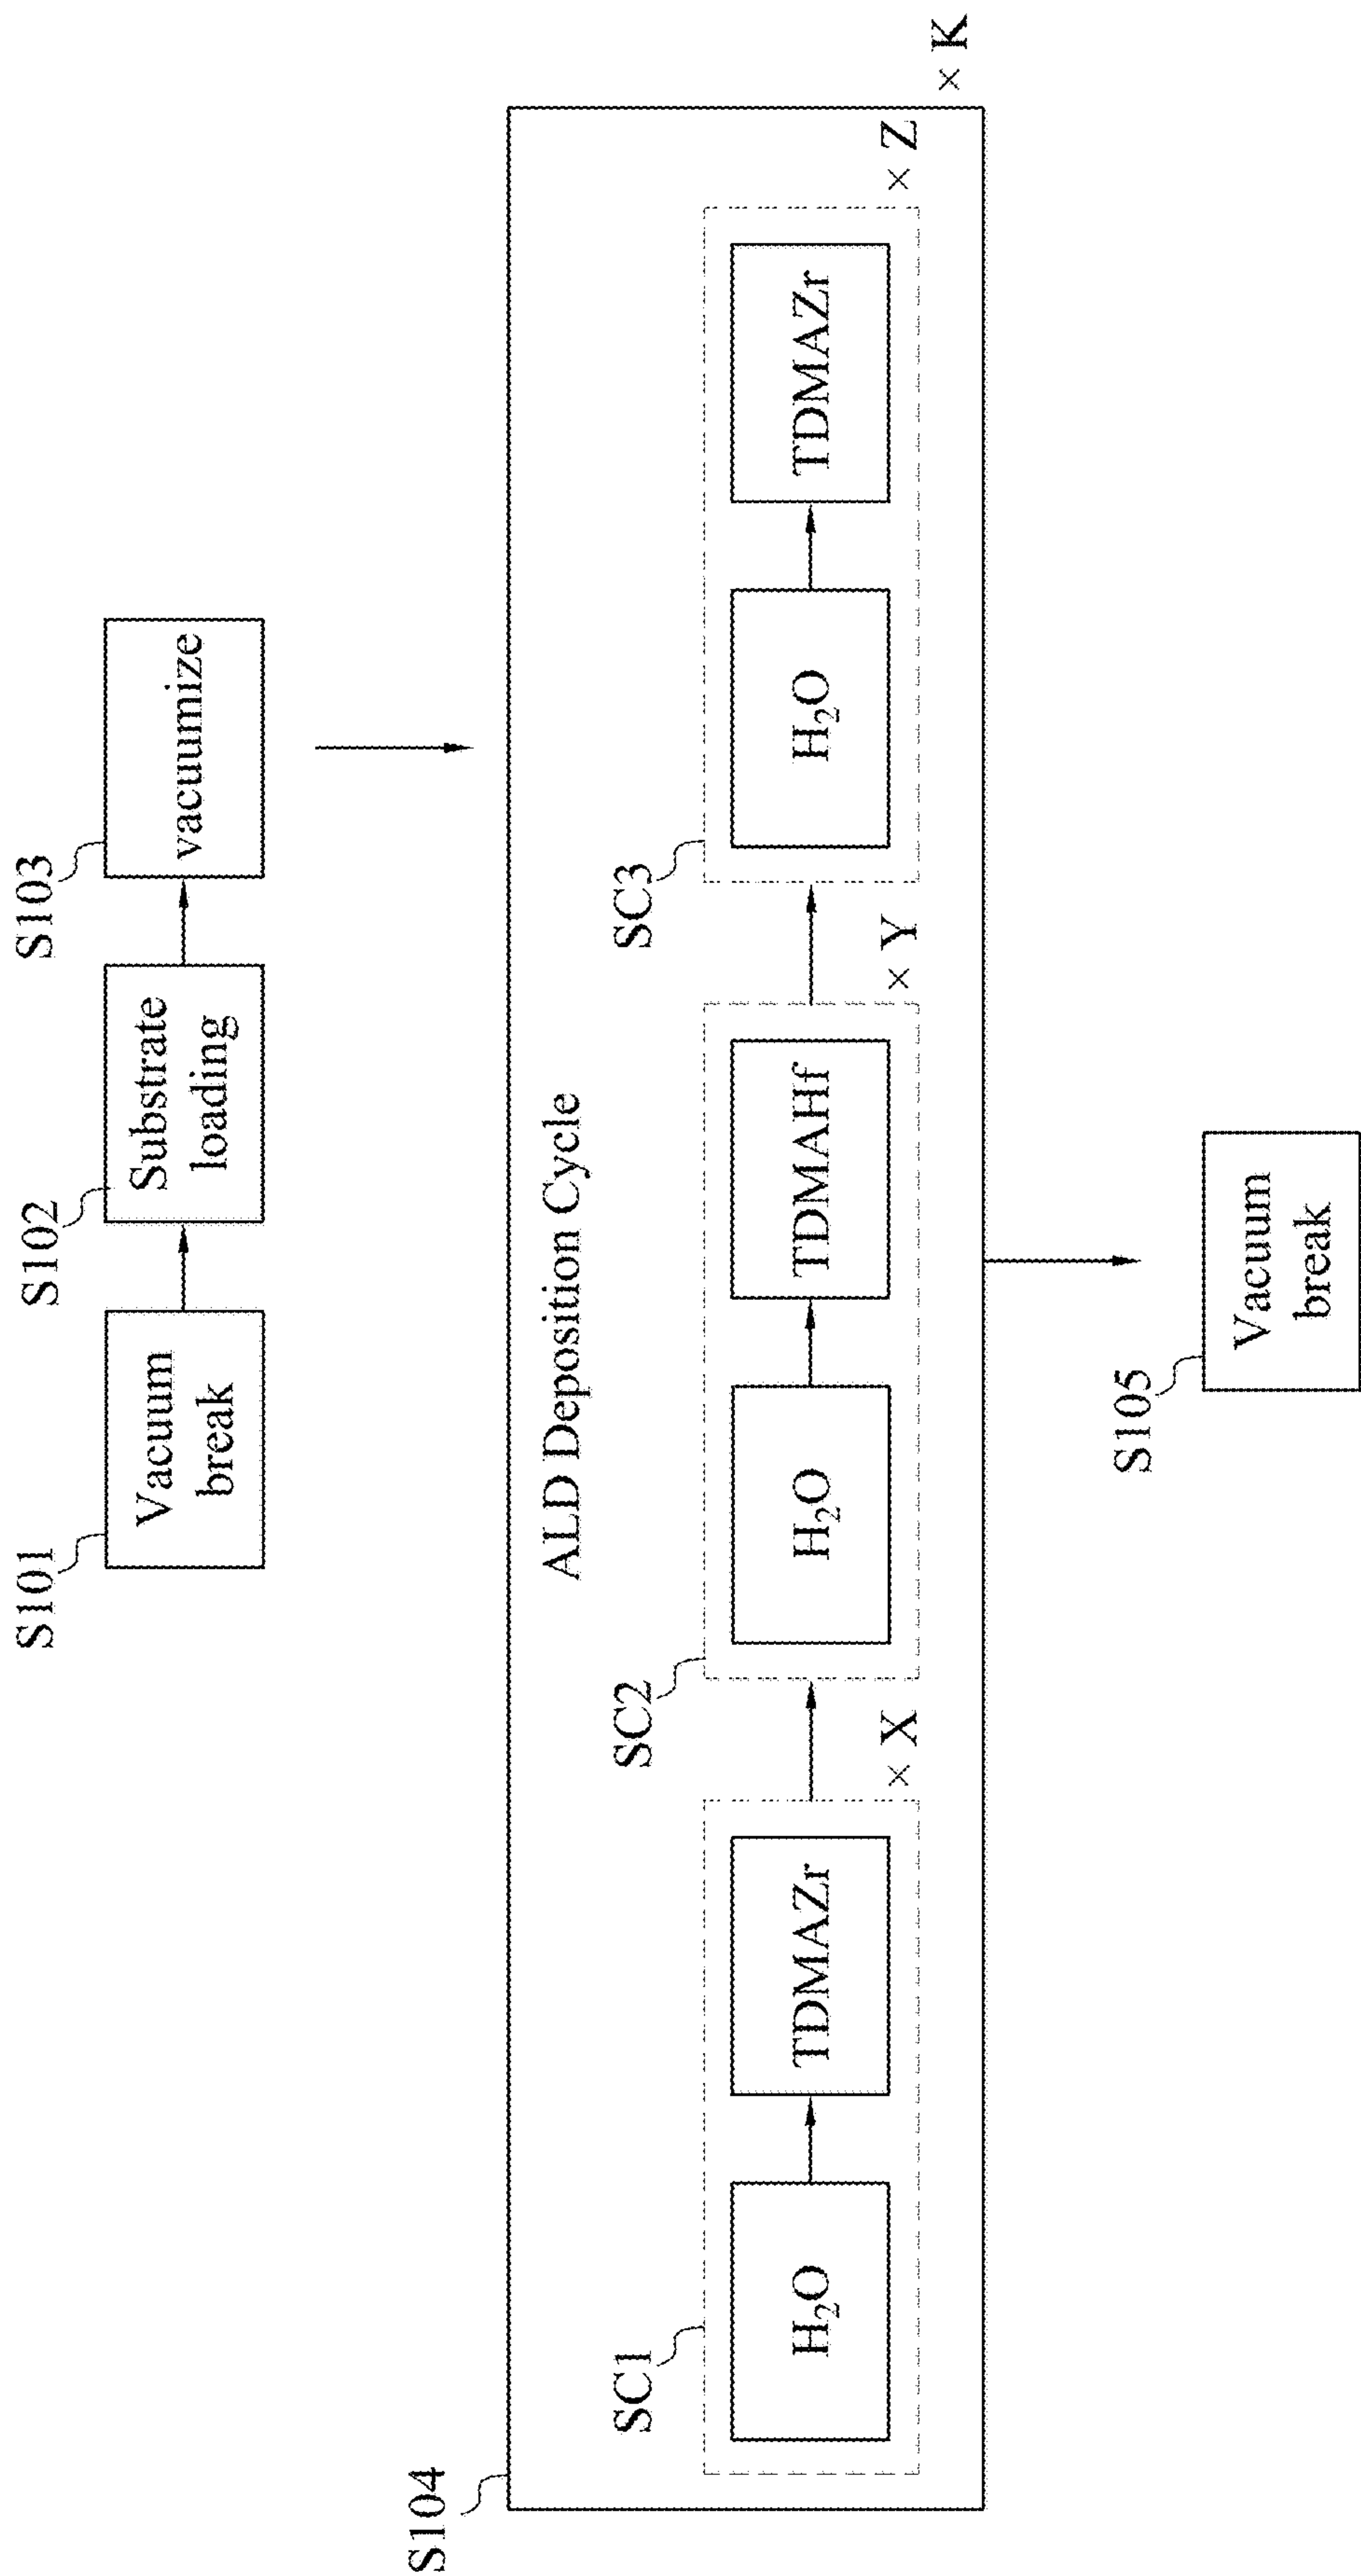 S101
Vacuum
break
S102
Substrate
loading
S103
vacuumize
S104
ALD Deposition Cycle
SC1
H₂O
TDMAZr
× X
SC2
H₂O
TDMAHf
× Y
SC3
H₂O
TDMAZr
× Z
× K
S105
Vacuum
break